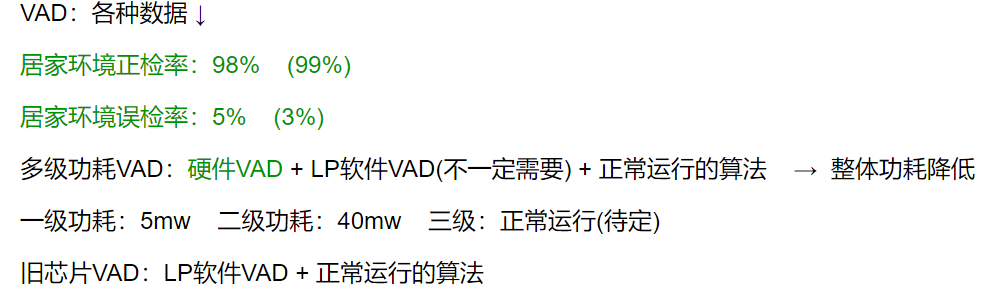 VAD：各种数据↓
居家环境正检率：98% (99%)
居家环境误检率：5% (3%)
多级功耗VAD：硬件VAD + LP软件VAD(不一定需要) + 正常运行的算法 → 整体功耗降低
一级功耗：5mw 二级功耗：40mw 三级：正常运行(待定)
旧芯片VAD：LP软件VAD + 正常运行的算法